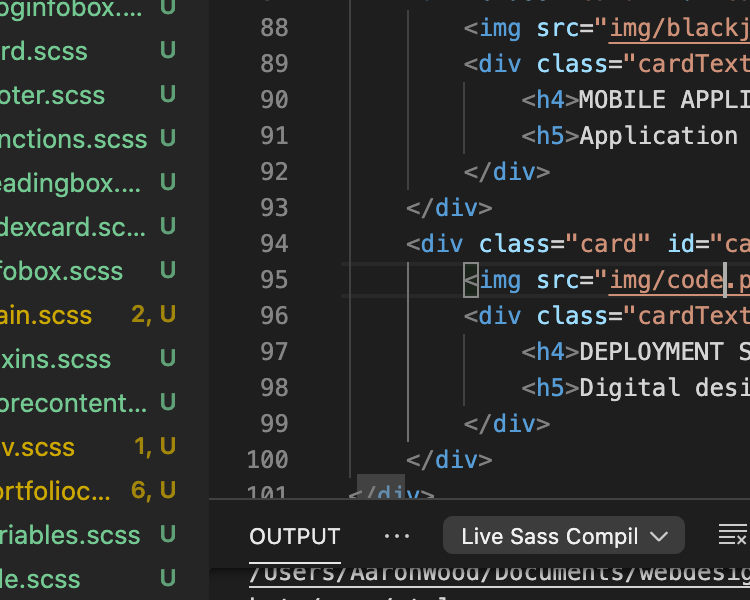 oginfobox.... U
rd.scss U
oter.scss U
nctions.scss U
eadingbox.... U
dexcard.sc... U
fobox.scss U
ain.scss 2, U
xins.scss U
orecontent... U
v.scss 1, U
ortfolioc... 6, U
riables.scss U
le.scss U
88 <img src="img/blackj
89 <div class="cardText
90 <h4>MOBILE APPLI
91 <h5>Application
92 </div>
93 </div>
94 <div class="card" id="ca
95 <img src="img/code.p
96 <div class="cardText
97 <h4>DEPLOYMENT S
98 <h5>Digital desi
99 </div>
100 </div>
101 </div>
OUTPUT ... Live Sass Compil
/Users/AaronWood/Documents/webdesig